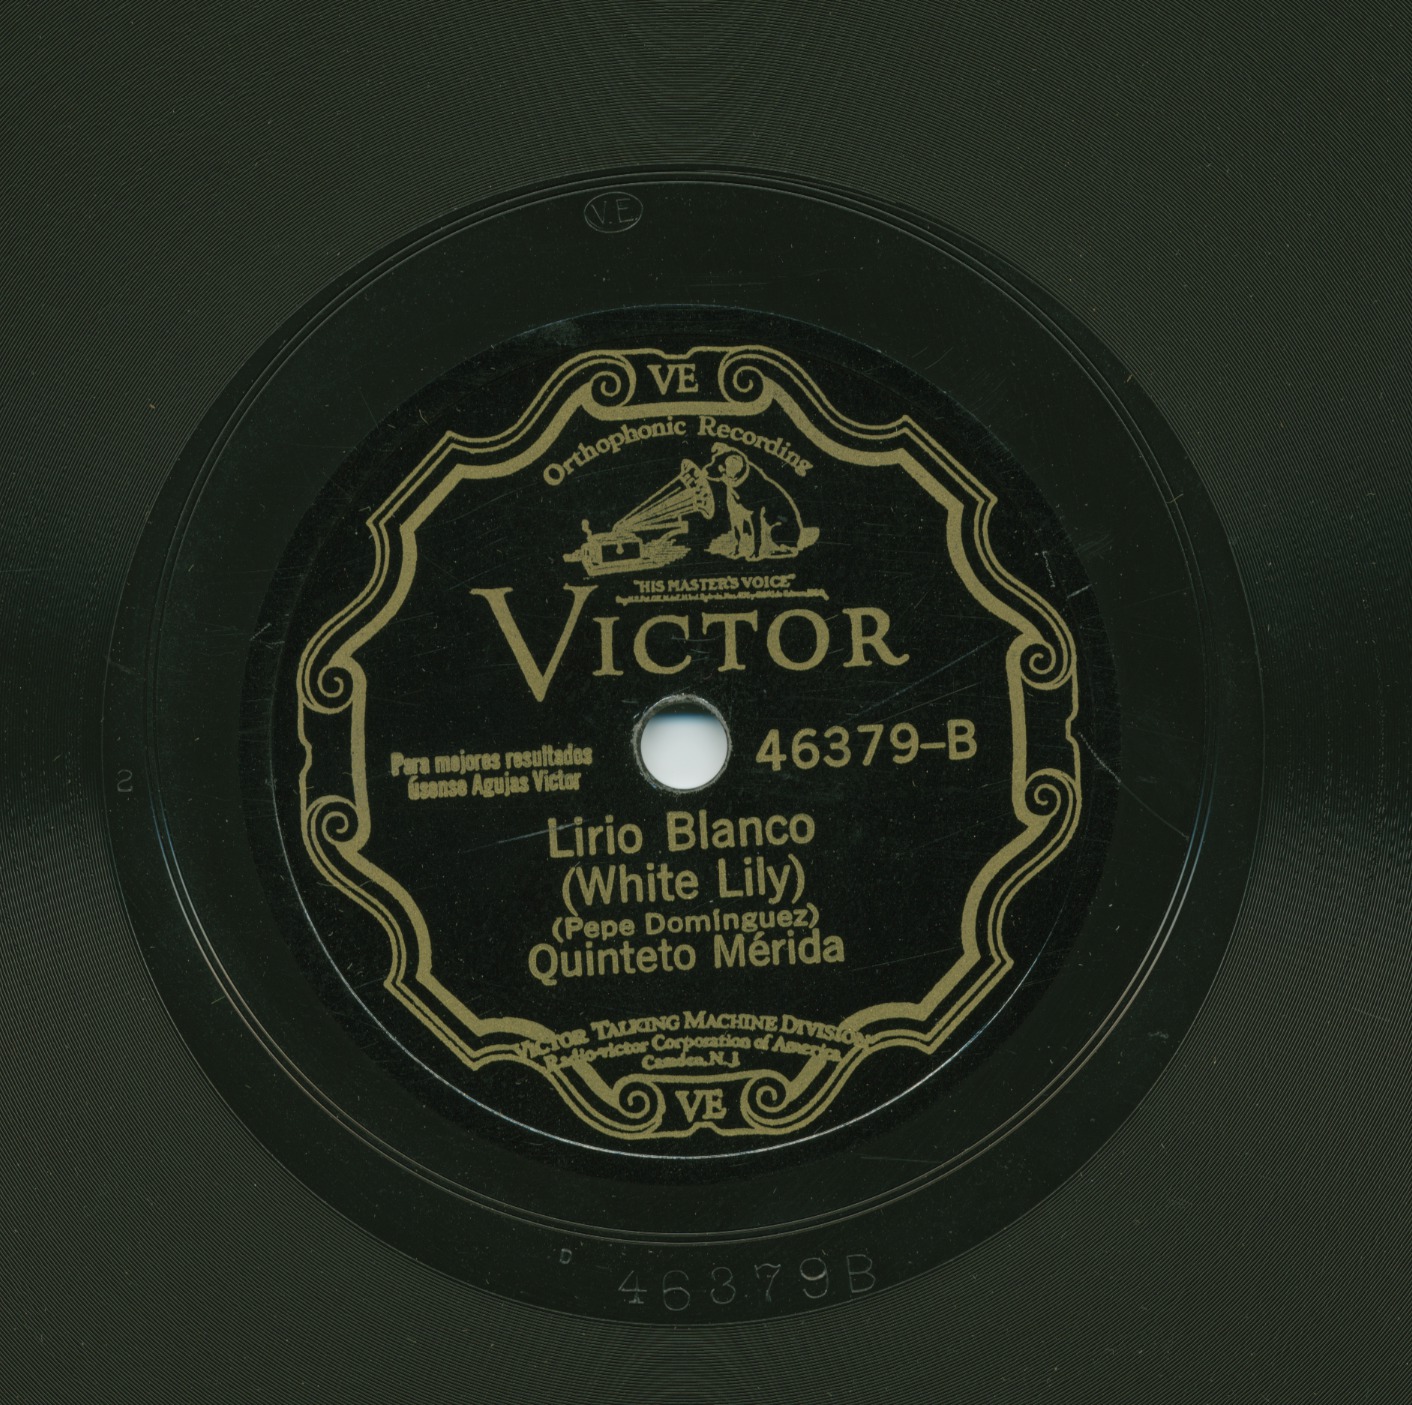 V.E.
VE
Orthophonic Recording
"HIS MASTER'S VOICE"
VICTOR
46379-B
Para mejores resultados
úsense Agujas Victor
Lirio Blanco
(White Lily)
(Pepe Domínguez)
Quinteto Mérida
VICTOR TALKING MACHINE DIVISION
Radio-Victor Corporation of America
Camden, N.J.
VE
2
D
46379B